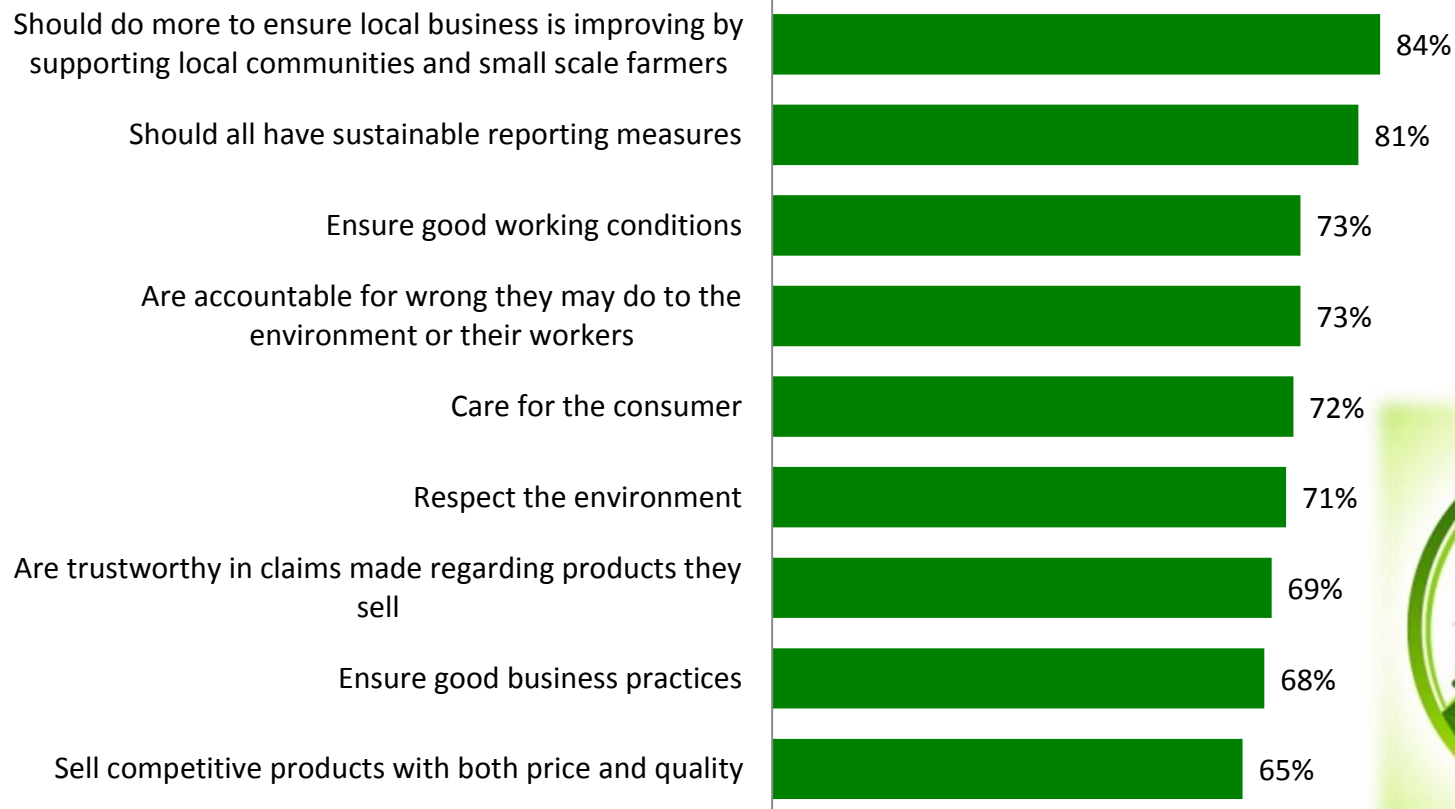 Should do more to ensure local business is improving by
supporting local communities and small scale farmers
84%
Should all have sustainable reporting measures
81%
Ensure good working conditions
73%
Are accountable for wrong they may do to the
environment or their workers
73%
Care for the consumer
72%
Respect the environment
71%
Are trustworthy in claims made regarding products they
sell
69%
Ensure good business practices
68%
Sell competitive products with both price and quality
65%